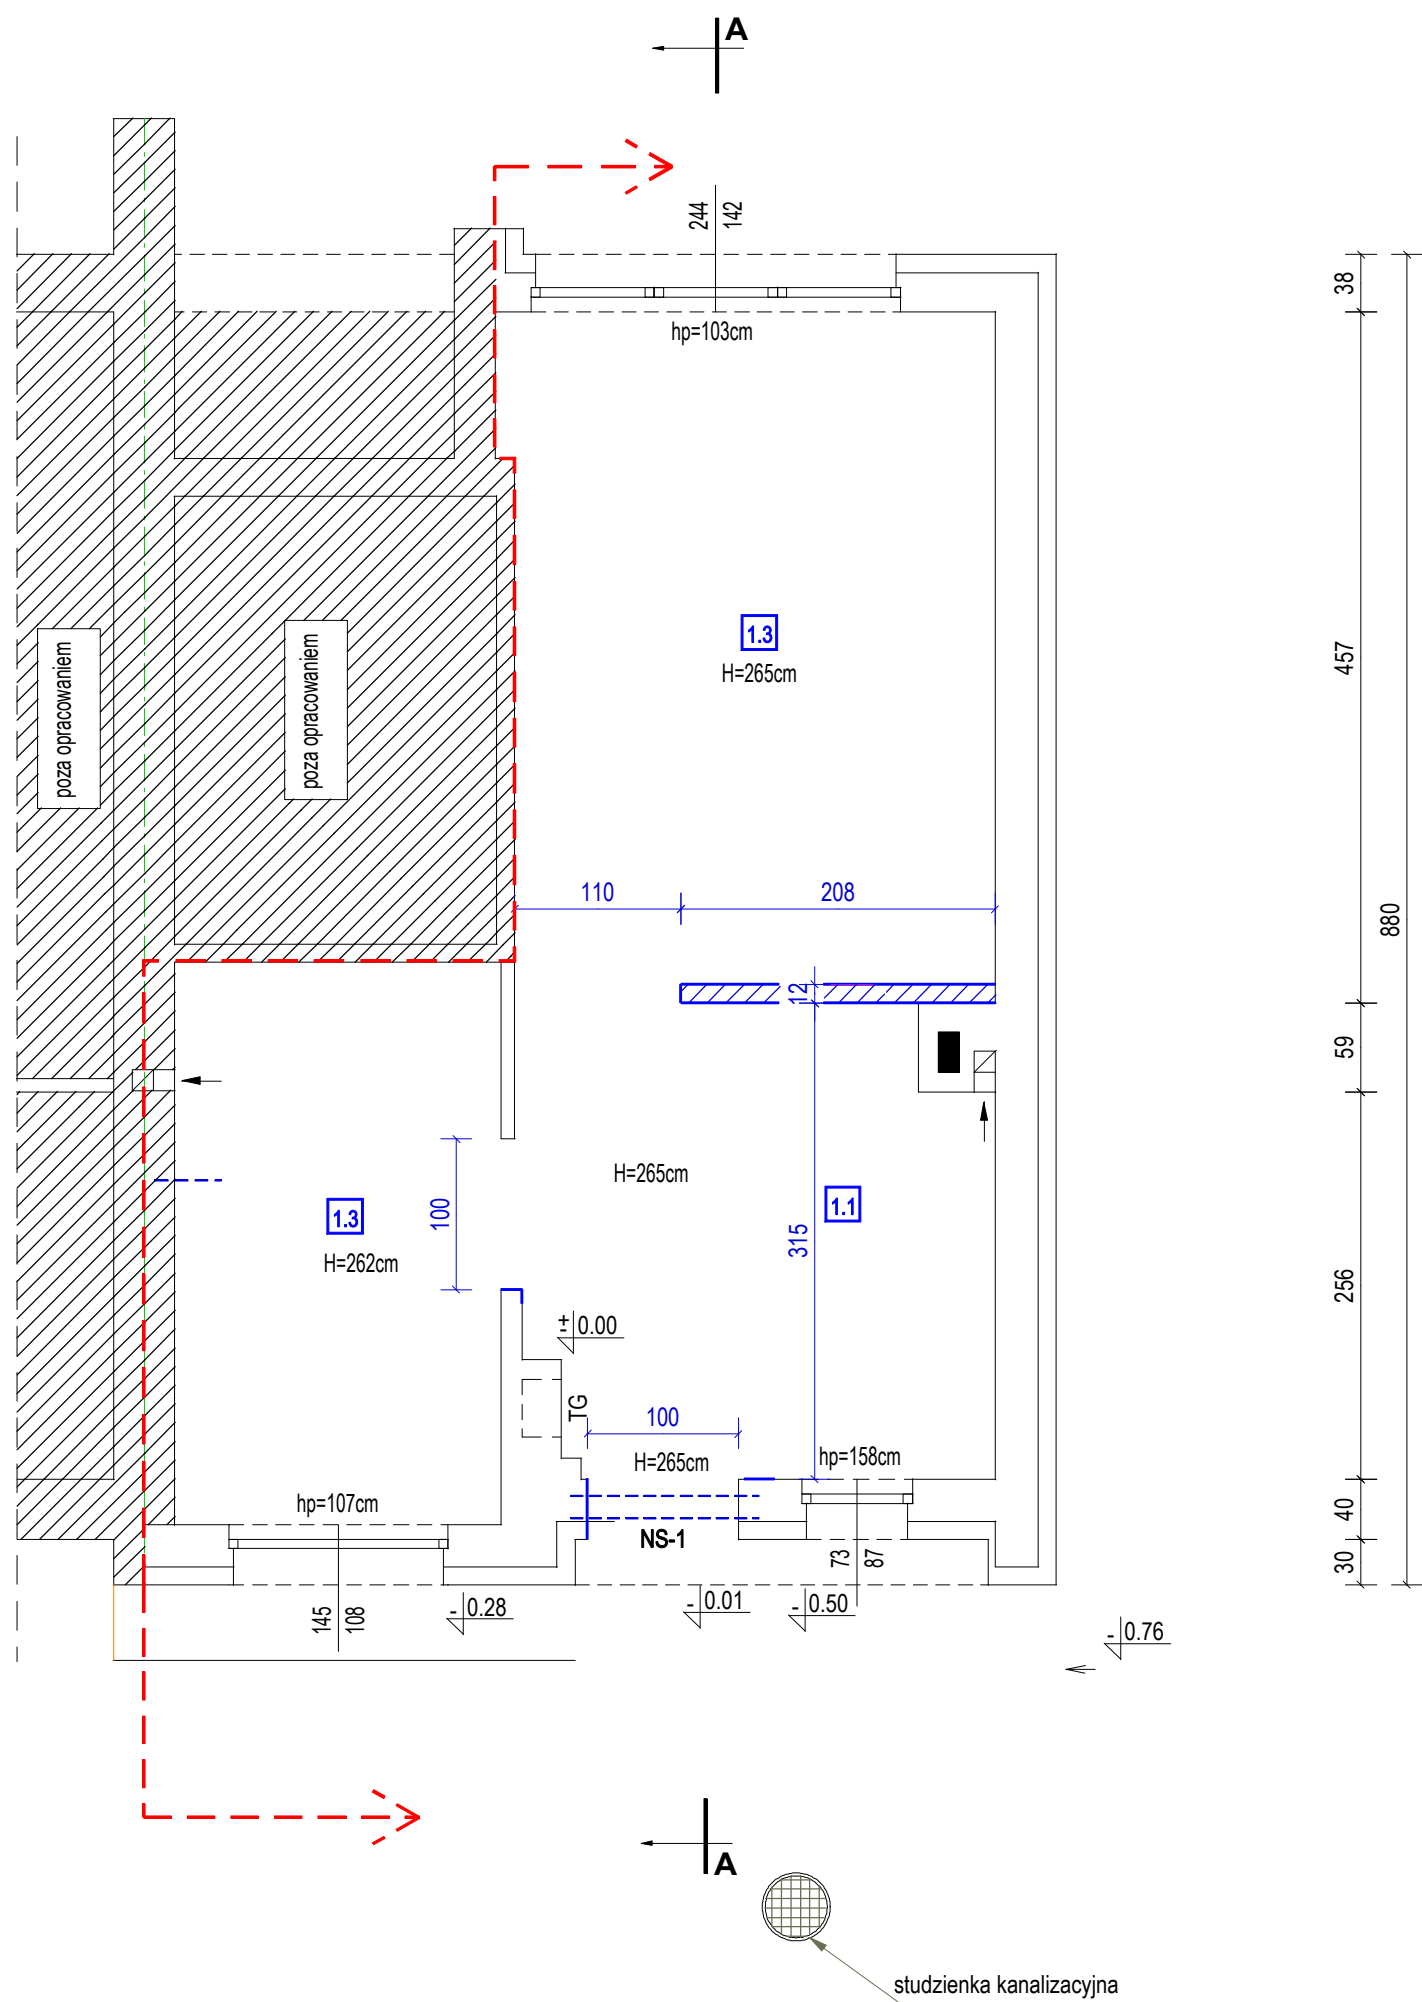 A
244
142
hp=103cm
38
1.3
H=265cm
poza opracowaniem
poza opracowaniem
457
110
208
880
12
59
H=265cm
1.1
100
1.3
315
H=262cm
256
± 0.00
TG
100
H=265cm
hp=158cm
hp=107cm
40
NS-1
73
87
30
145
108
- 0.28
- 0.01
- 0.50
- 0.76
A
studzienka kanalizacyjna